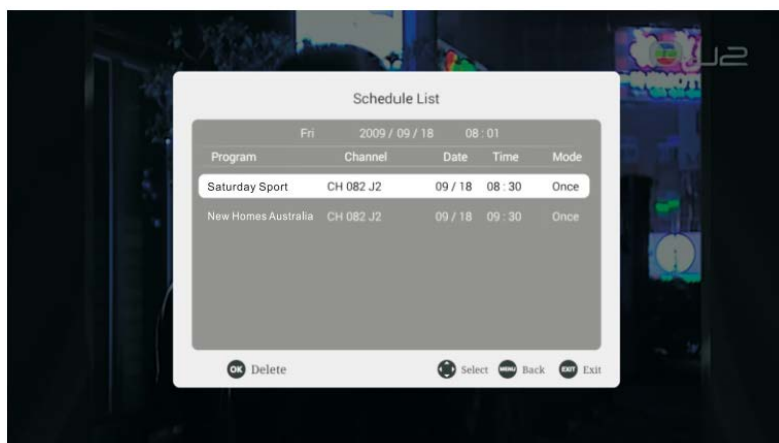 J2
Schedule List
Fri 2009 / 09 / 18 08 : 01
Program Channel Date Time Mode
Saturday Sport CH 082 J2 09 / 18 08 : 30 Once
New Homes Australia CH 082 J2 09 / 18 09 : 30 Once
OK Delete MENU Back EXIT Exit Select